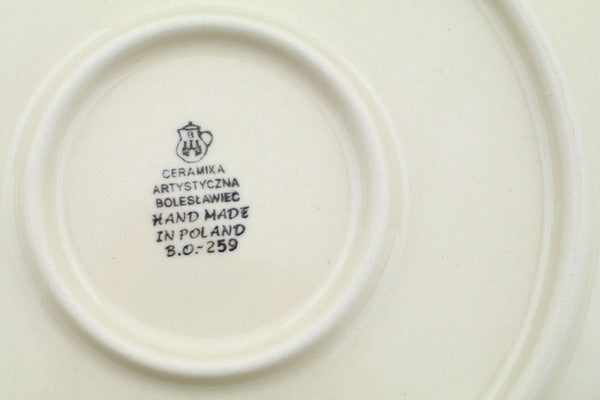 B
CERAMIKA
ARTYSTYCZNA
BOLESŁAWIEC
HAND MADE
IN POLAND
B.O.-259